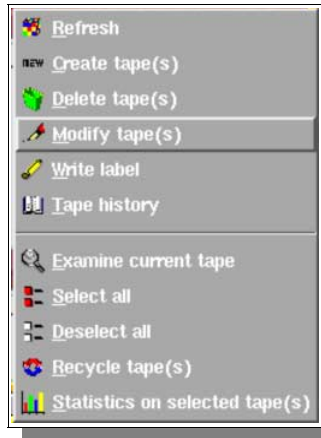 Refresh
NEW Create tape(s)
Delete tape(s)
Modify tape(s)
Write label
Tape history
Examine current tape
Select all
Deselect all
Recycle tape(s)
Statistics on selected tape(s)